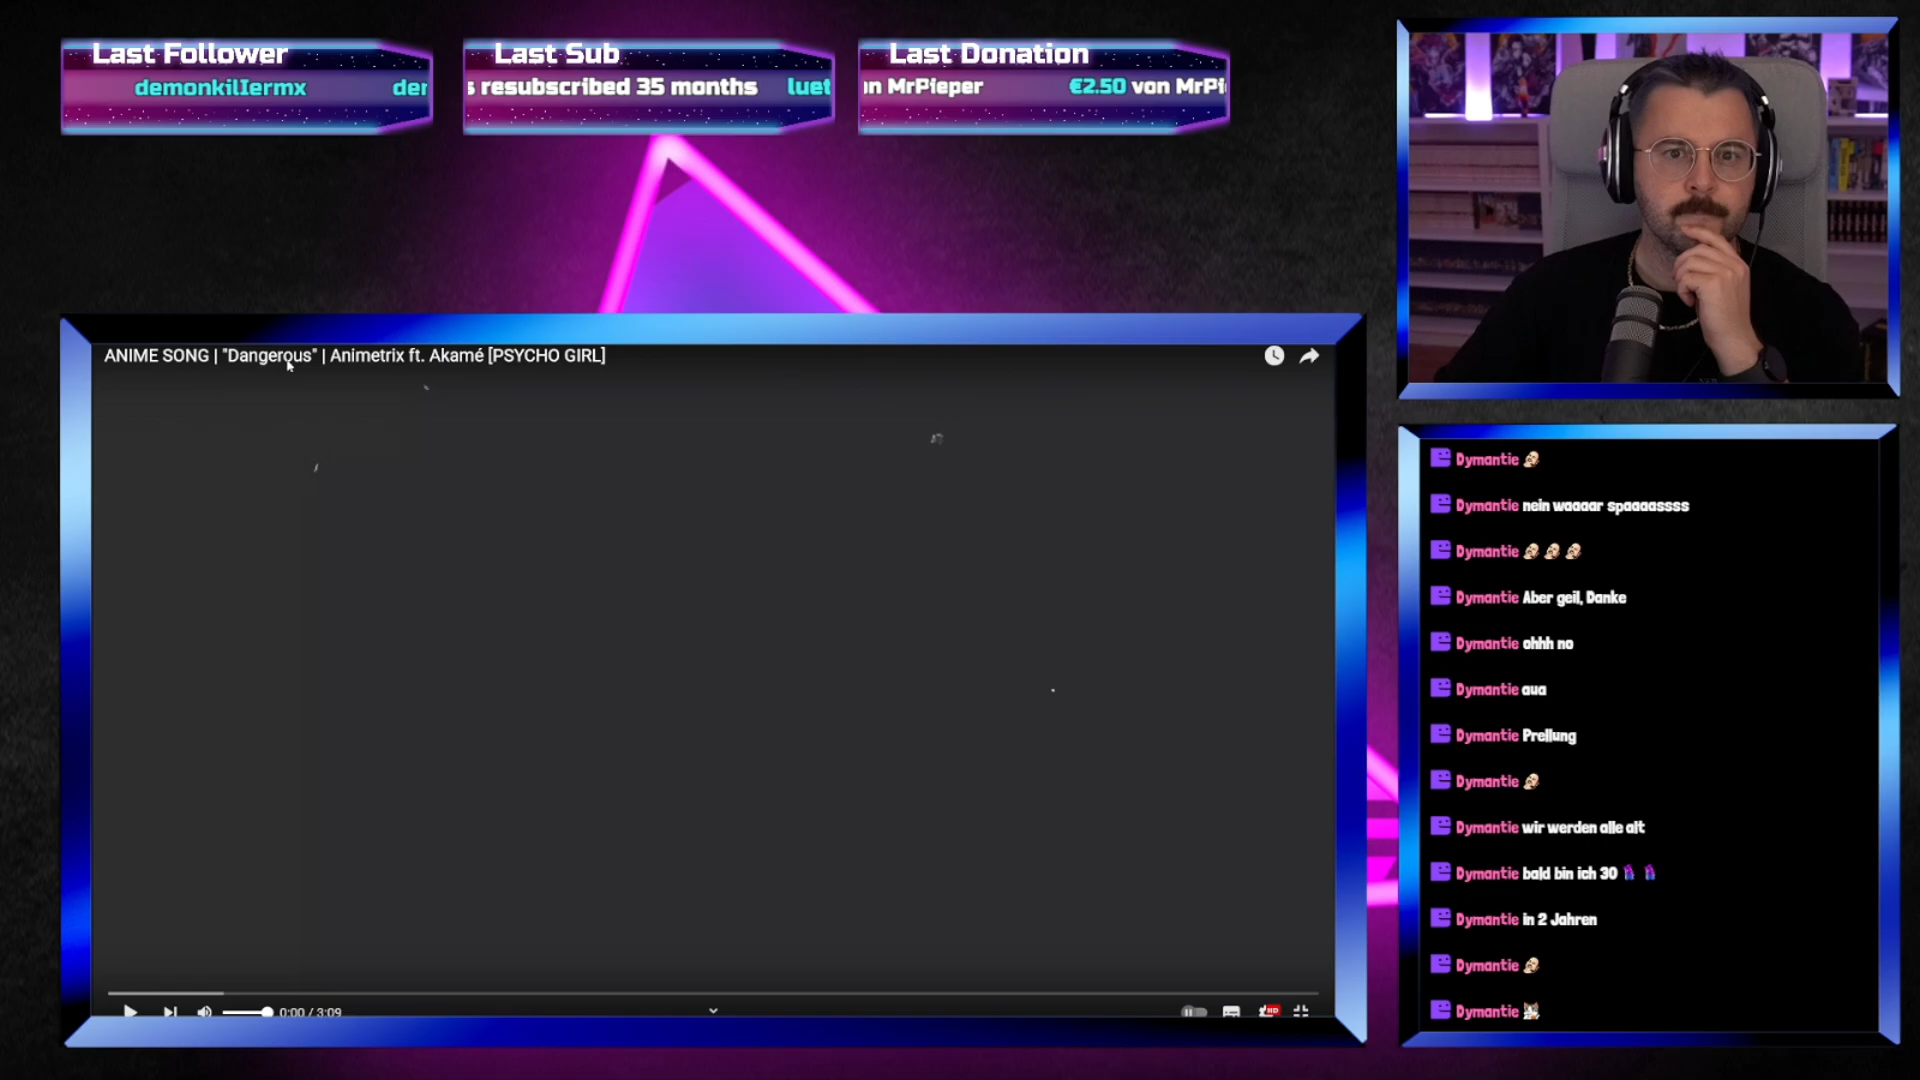 Last Follower
demonkilIermx
der
Last Sub
s resubscribed 35 months luet
Last Donation
on MrPieper €2.50 von MrPi
ANIME SONG | "Dangerous" | Animetrix ft. Akamé [PSYCHO GIRL]
0:00 / 3:09
HD
Dymantie
Dymantie nein waaaar spaaaassss
Dymantie
Dymantie Aber geil, Danke
Dymantie ohhh no
Dymantie aua
Dymantie Prellung
Dymantie
Dymantie wir werden alle alt
Dymantie bald bin ich 30
Dymantie in 2 Jahren
Dymantie
Dymantie